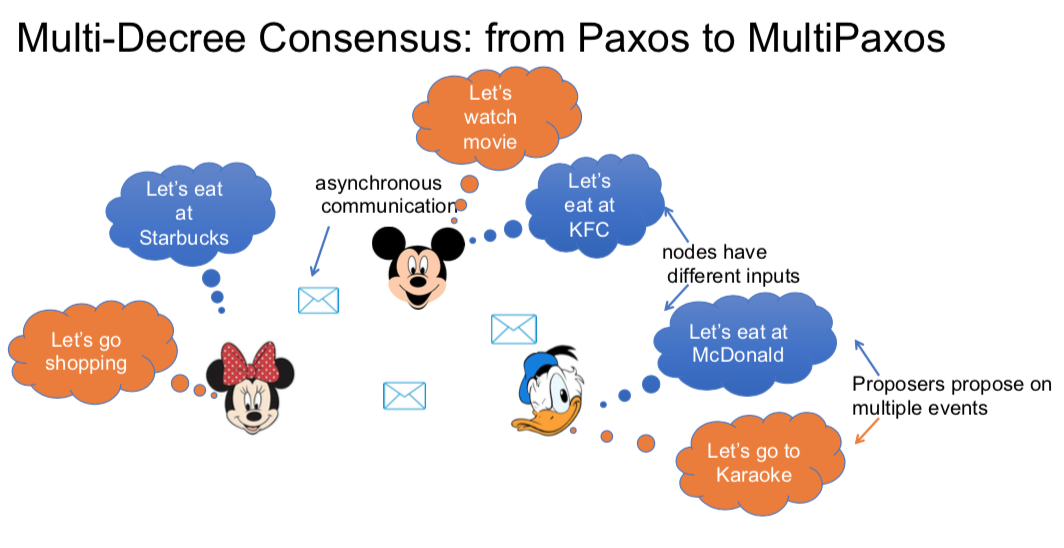 Multi-Decree Consensus: from Paxos to MultiPaxos
Let's
watch
movie
asynchronous
communication
Let's eat
at
Starbucks
Let's
eat at
KFC
nodes have
different inputs
Let's go
shopping
Let's eat at
McDonald
Proposers propose on
multiple events
Let's go to
Karaoke